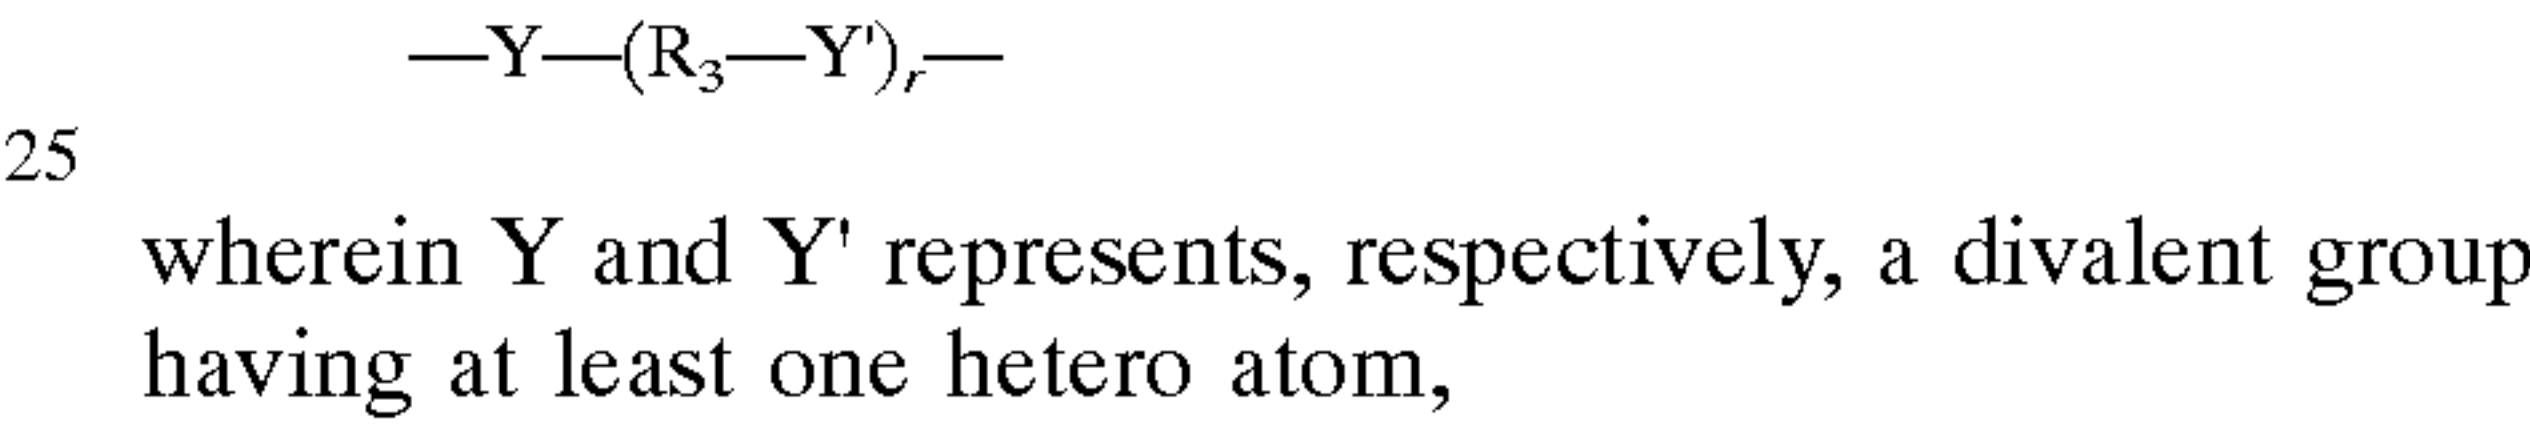 —Y—(R₃—Y')ᵣ—
25
wherein Y and Y' represents, respectively, a divalent group
having at least one hetero atom,